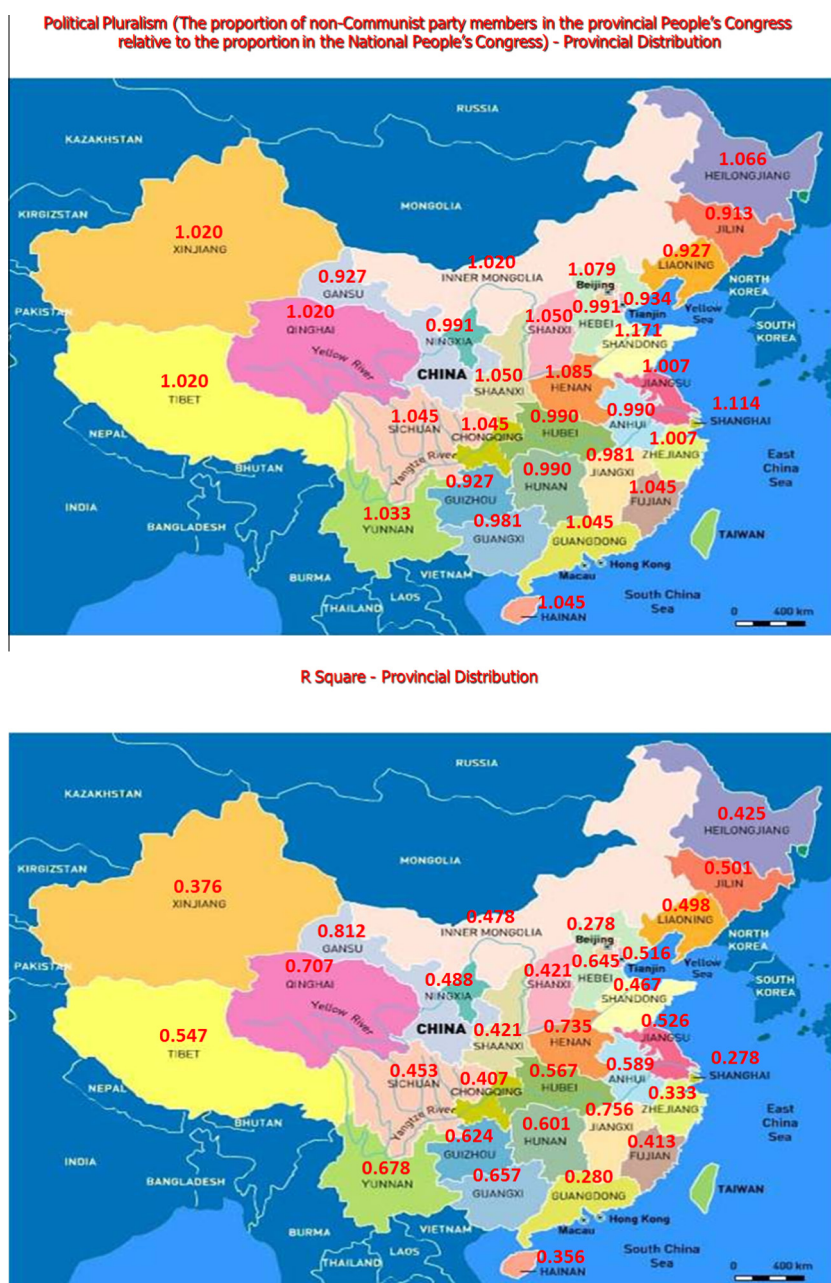 Political Pluralism (The proportion of non-Communist party members in the provincial People's Congress
relative to the proportion in the National People's Congress) - Provincial Distribution
RUSSIA
KAZAKHSTAN
1.066
HEILONGJIANG
MONGOLIA
KIRGIZSTAN
0.913
JILIN
1.020
XINJIANG
0.927
LIAONING
1.020
INNER MONGOLIA
0.927
GANSU
1.079
Beijing
NORTH
KOREA
PAKISTAN
1.020
QINGHAI
0.991
NINGXIA
1.050
SHANXI
0.991
HEBEI
0.934
Tianjin
Yellow
Sea
SOUTH
KOREA
1.171
SHANDONG
Yellow River
CHINA
1.020
TIBET
1.050
SHAANXI
1.085
HENAN
1.007
JIANGSU
1.045
SICHUAN
1.045
CHONGQING
0.990
HUBEI
0.990
ANHUI
1.114
SHANGHAI
NEPAL
Yangtze River
1.007
ZHEJIANG
BHUTAN
0.981
JIANGXI
East
China
Sea
INDIA
0.927
GUIZHOU
0.990
HUNAN
1.045
FUJIAN
BANGLADESH
1.033
YUNNAN
0.981
GUANGXI
1.045
GUANGDONG
TAIWAN
BURMA
VIETNAM
Macau
Hong Kong
LAOS
THAILAND
1.045
HAINAN
South China
Sea
0 400 km
R Square - Provincial Distribution
RUSSIA
KAZAKHSTAN
0.425
HEILONGJIANG
MONGOLIA
KIRGIZSTAN
0.501
JILIN
0.376
XINJIANG
0.498
LIAONING
0.478
INNER MONGOLIA
0.812
GANSU
0.278
Beijing
NORTH
KOREA
PAKISTAN
0.707
QINGHAI
0.488
NINGXIA
0.421
SHANXI
0.645
HEBEI
0.516
Tianjin
Yellow
Sea
SOUTH
KOREA
0.467
SHANDONG
Yellow River
CHINA
0.547
TIBET
0.421
SHAANXI
0.735
HENAN
0.526
JIANGSU
0.453
SICHUAN
0.407
CHONGQING
0.567
HUBEI
0.589
ANHUI
0.278
SHANGHAI
NEPAL
Yangtze River
0.333
ZHEJIANG
BHUTAN
0.756
JIANGXI
East
China
Sea
INDIA
0.624
GUIZHOU
0.601
HUNAN
0.413
FUJIAN
BANGLADESH
0.678
YUNNAN
0.657
GUANGXI
0.280
GUANGDONG
TAIWAN
BURMA
VIETNAM
Macau
Hong Kong
LAOS
THAILAND
0.356
HAINAN
South China
Sea
0 400 km